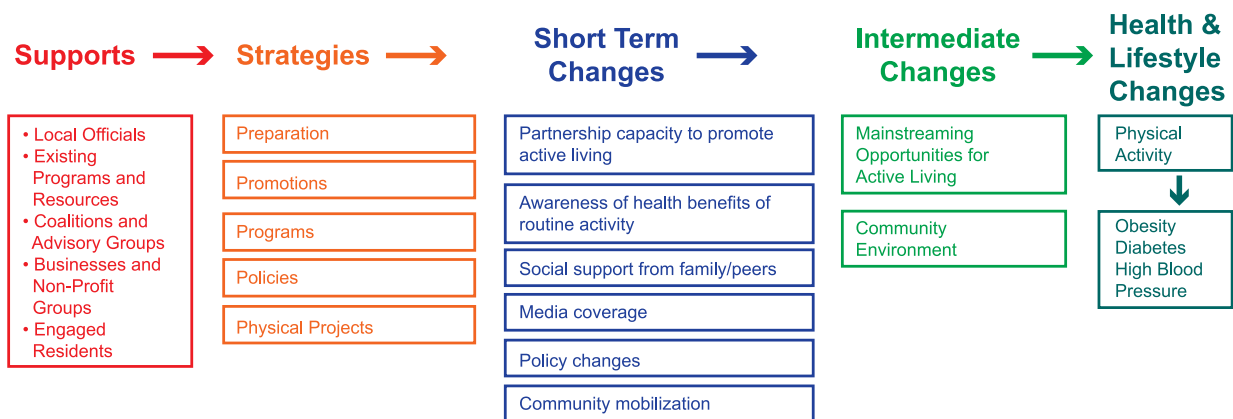 Supports
Strategies
Short Term
Changes
Intermediate
Changes
Health &
Lifestyle
Changes
• Local Officials
• Existing
Programs and
Resources
• Coalitions and
Advisory Groups
• Businesses and
Non-Profit
Groups
• Engaged
Residents
Preparation
Promotions
Programs
Policies
Physical Projects
Partnership capacity to promote
active living
Awareness of health benefits of
routine activity
Social support from family/peers
Media coverage
Policy changes
Community mobilization
Mainstreaming
Opportunities for
Active Living
Community
Environment
Physical
Activity
Obesity
Diabetes
High Blood
Pressure